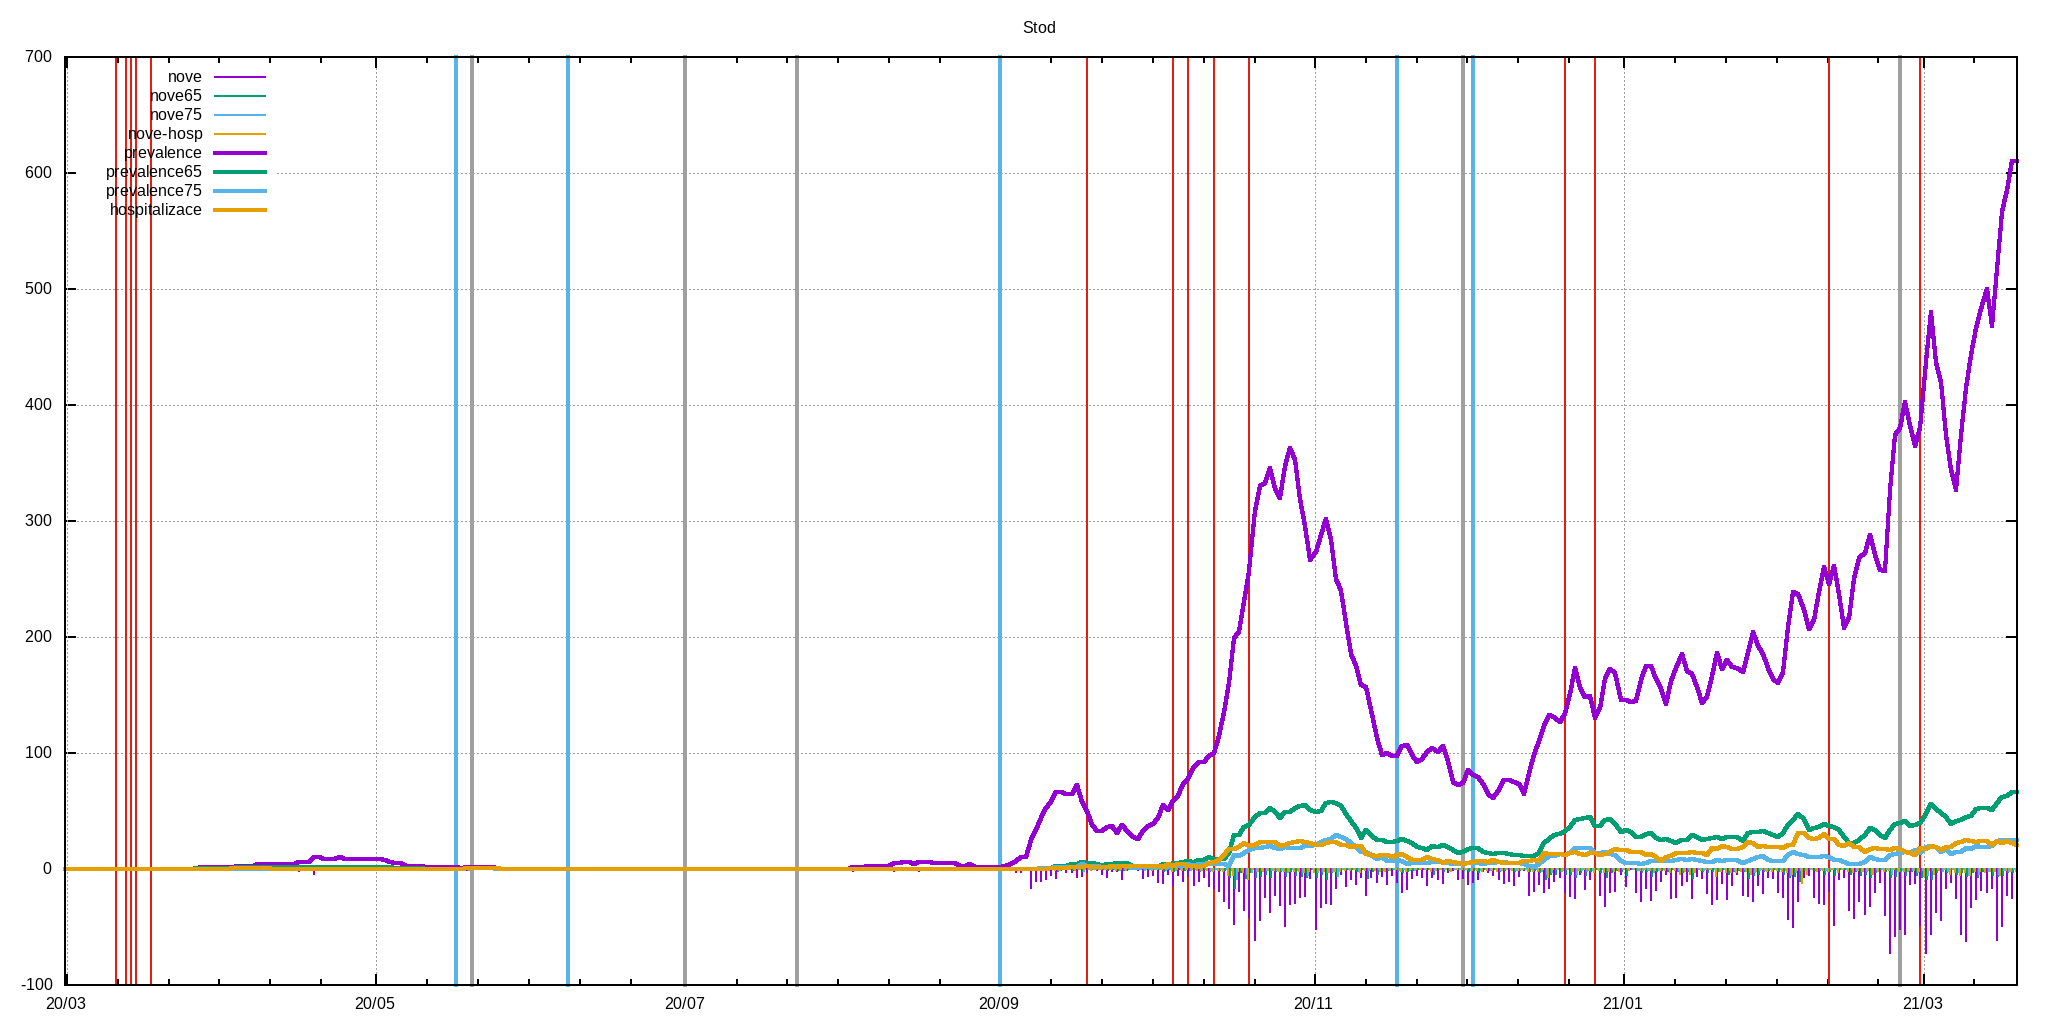 Stod
700
nove
nove65
nove75
nove-hosp
prevalence
prevalence65
prevalence75
hospitalizace
600
500
400
300
200
100
0
-100
20/03 20/05 20/07 20/09 20/11 21/01 21/03